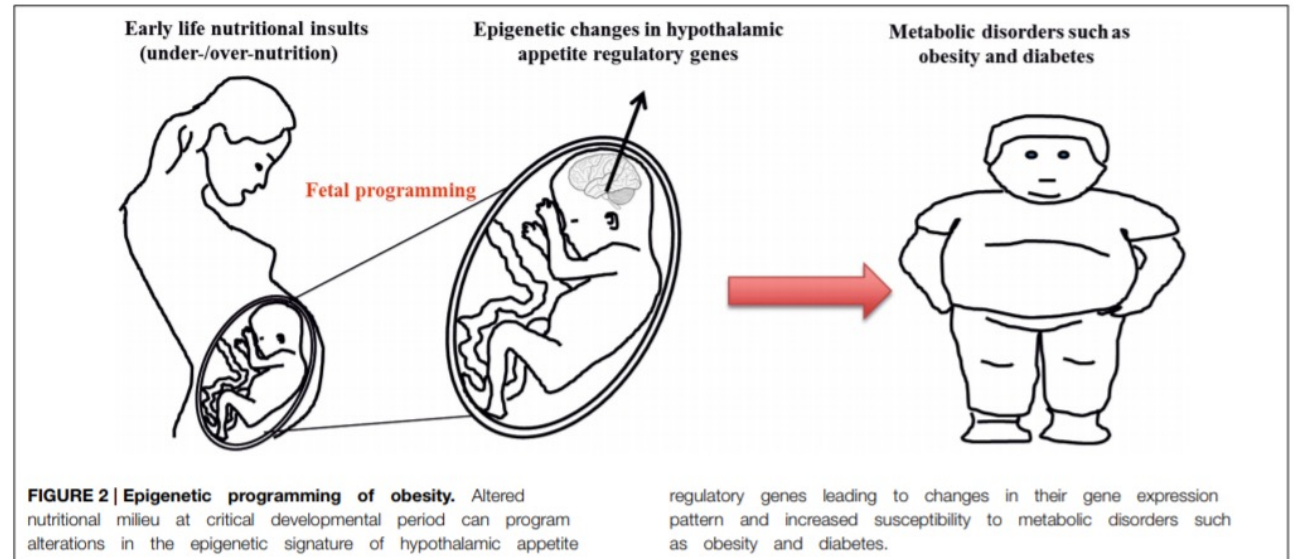 Early life nutritional insults
(under-/over-nutrition)
Epigenetic changes in hypothalamic
appetite regulatory genes
Metabolic disorders such as
obesity and diabetes
Fetal programming
FIGURE 2 | Epigenetic programming of obesity. Altered
nutritional milieu at critical developmental period can program
alterations in the epigenetic signature of hypothalamic appetite
regulatory genes leading to changes in their gene expression
pattern and increased susceptibility to metabolic disorders such
as obesity and diabetes.